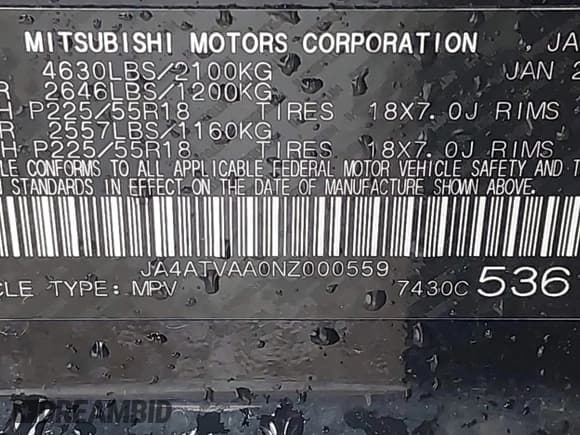 MITSUBISHI MOTORS CORPORATION , JA
4630LBS/2100KG JAN 2
R 2646LBS/1200KG
H P225/55R18 TIRES 18X7.0J RIMS
R 2557LBS/1160KG
H P225/55R18 TIRES 18X7.0J RIMS
LE CONFORMS TO ALL APPLICABLE FEDERAL MOTOR VEHICLE SAFETY AND T
N STANDARDS IN EFFECT ON THE DATE OF MANUFACTURE SHOWN ABOVE.
JA4ATVAA0NZ000559
CLE TYPE: MPV 7430C 536
DREAMBID